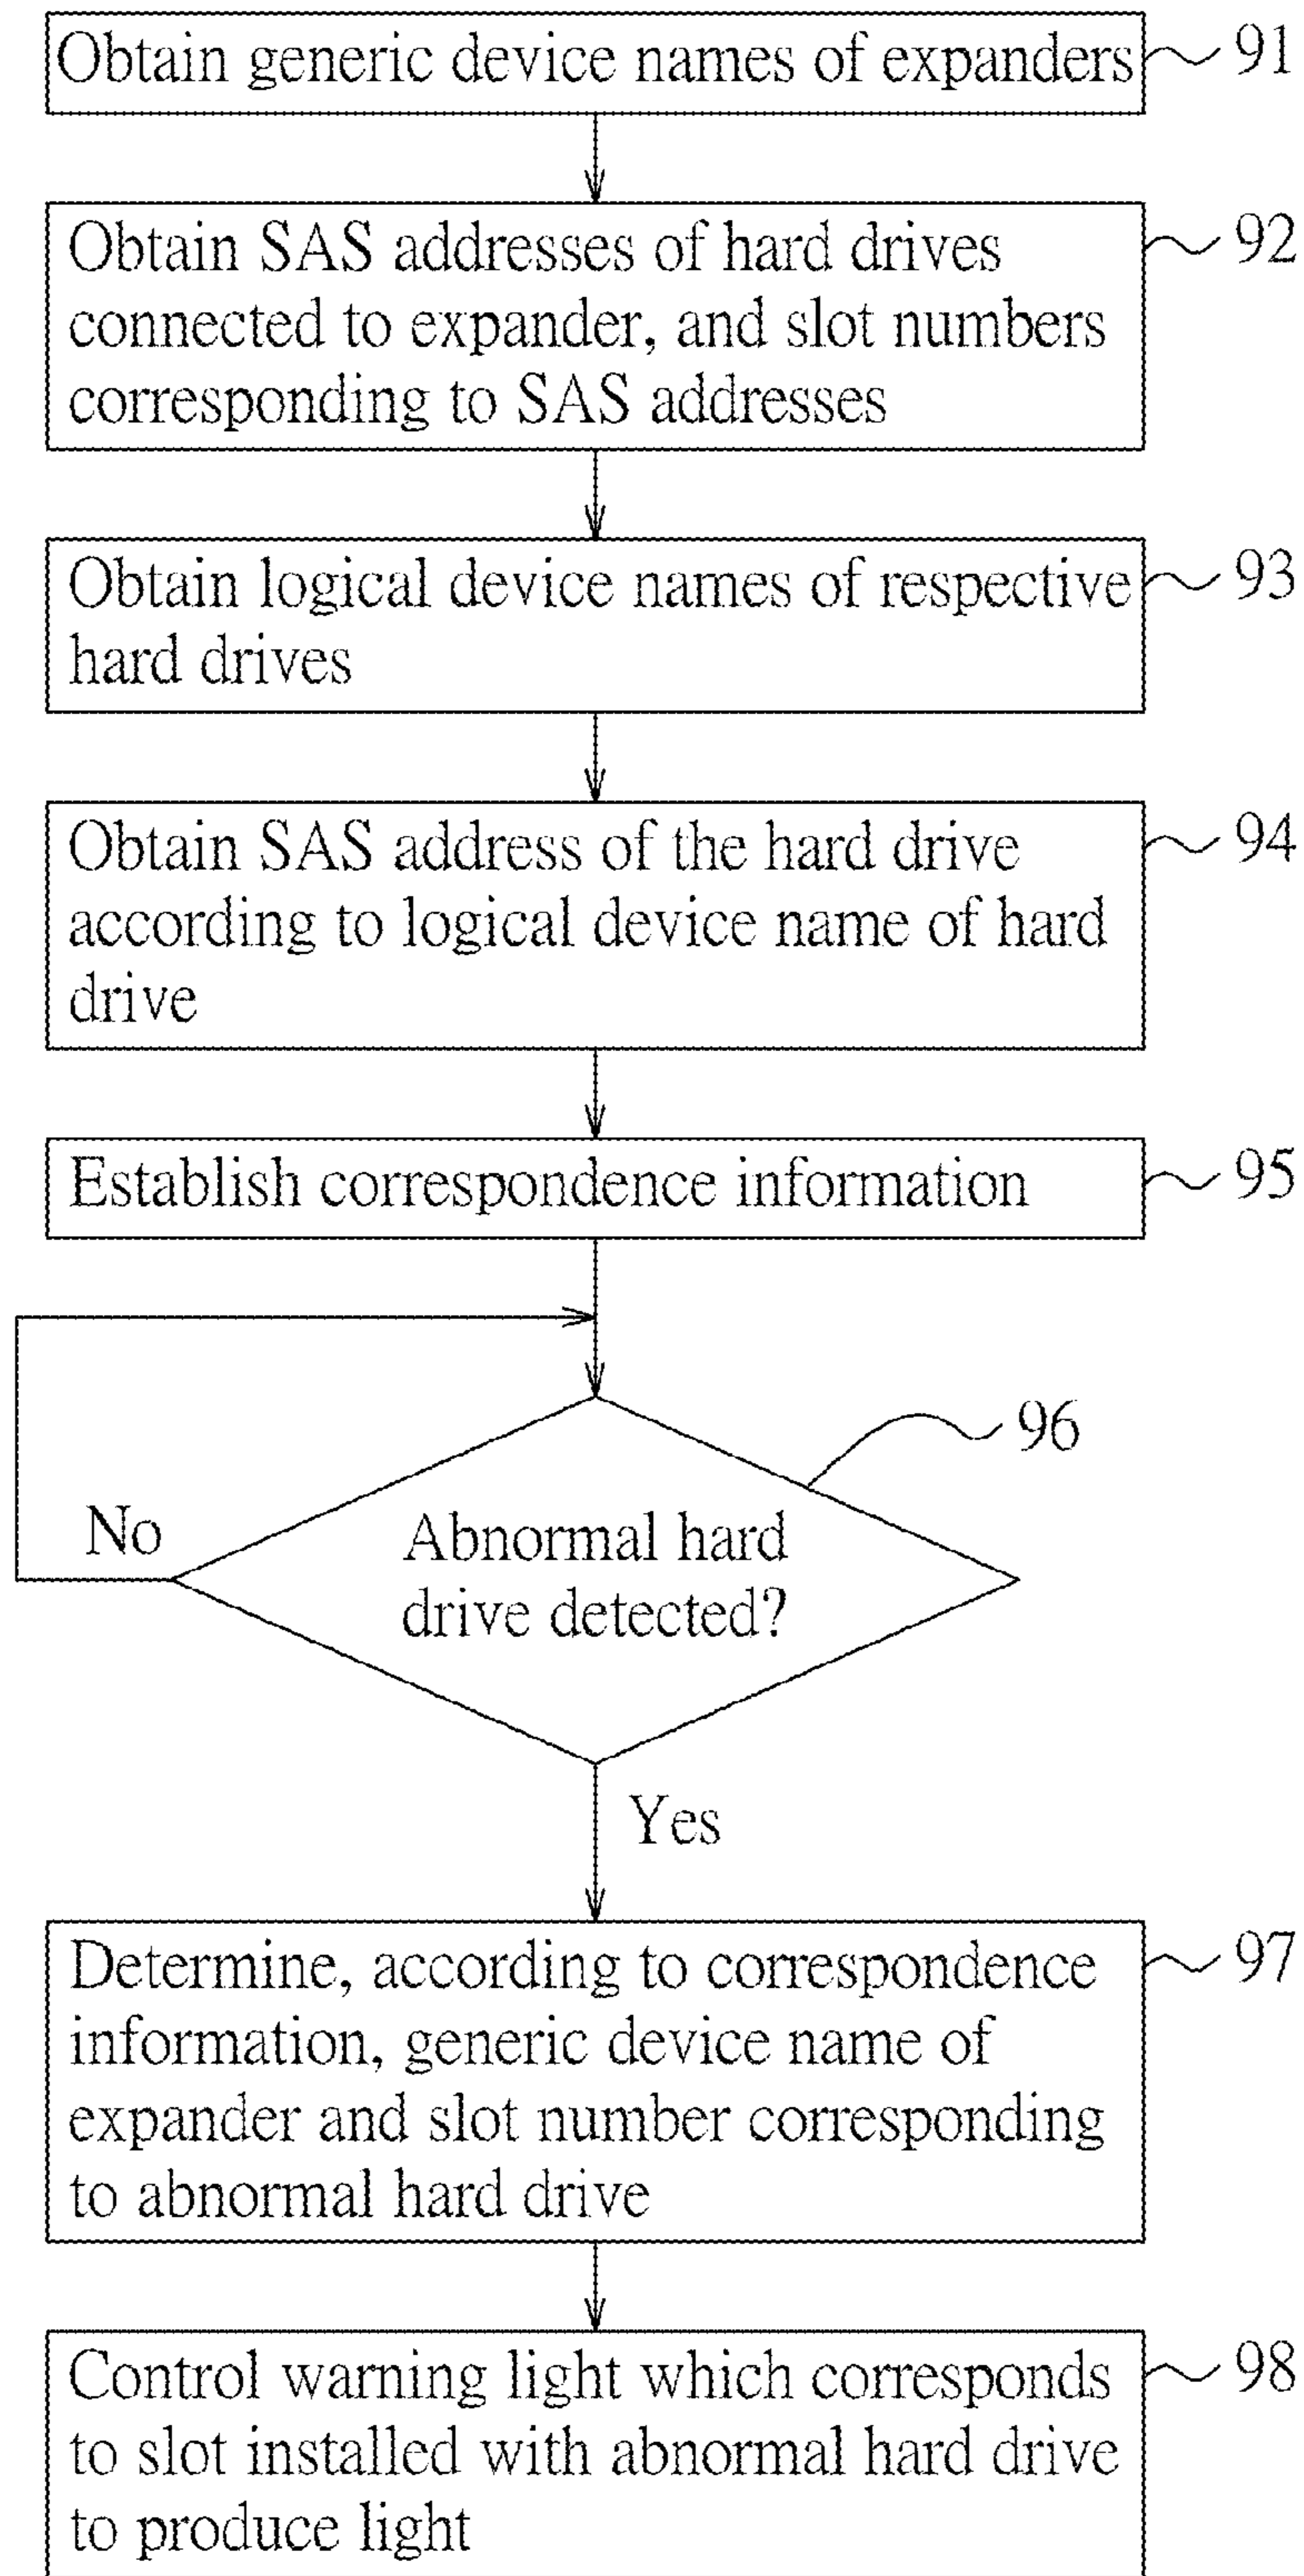 Obtain generic device names of expanders
91
Obtain SAS addresses of hard drives
connected to expander, and slot numbers
corresponding to SAS addresses
92
Obtain logical device names of respective
hard drives
93
Obtain SAS address of the hard drive
according to logical device name of hard
drive
94
Establish correspondence information
95
96
Abnormal hard
drive detected?
No
Yes
Determine, according to correspondence
information, generic device name of
expander and slot number corresponding
to abnormal hard drive
97
Control warning light which corresponds
to slot installed with abnormal hard drive
to produce light
98